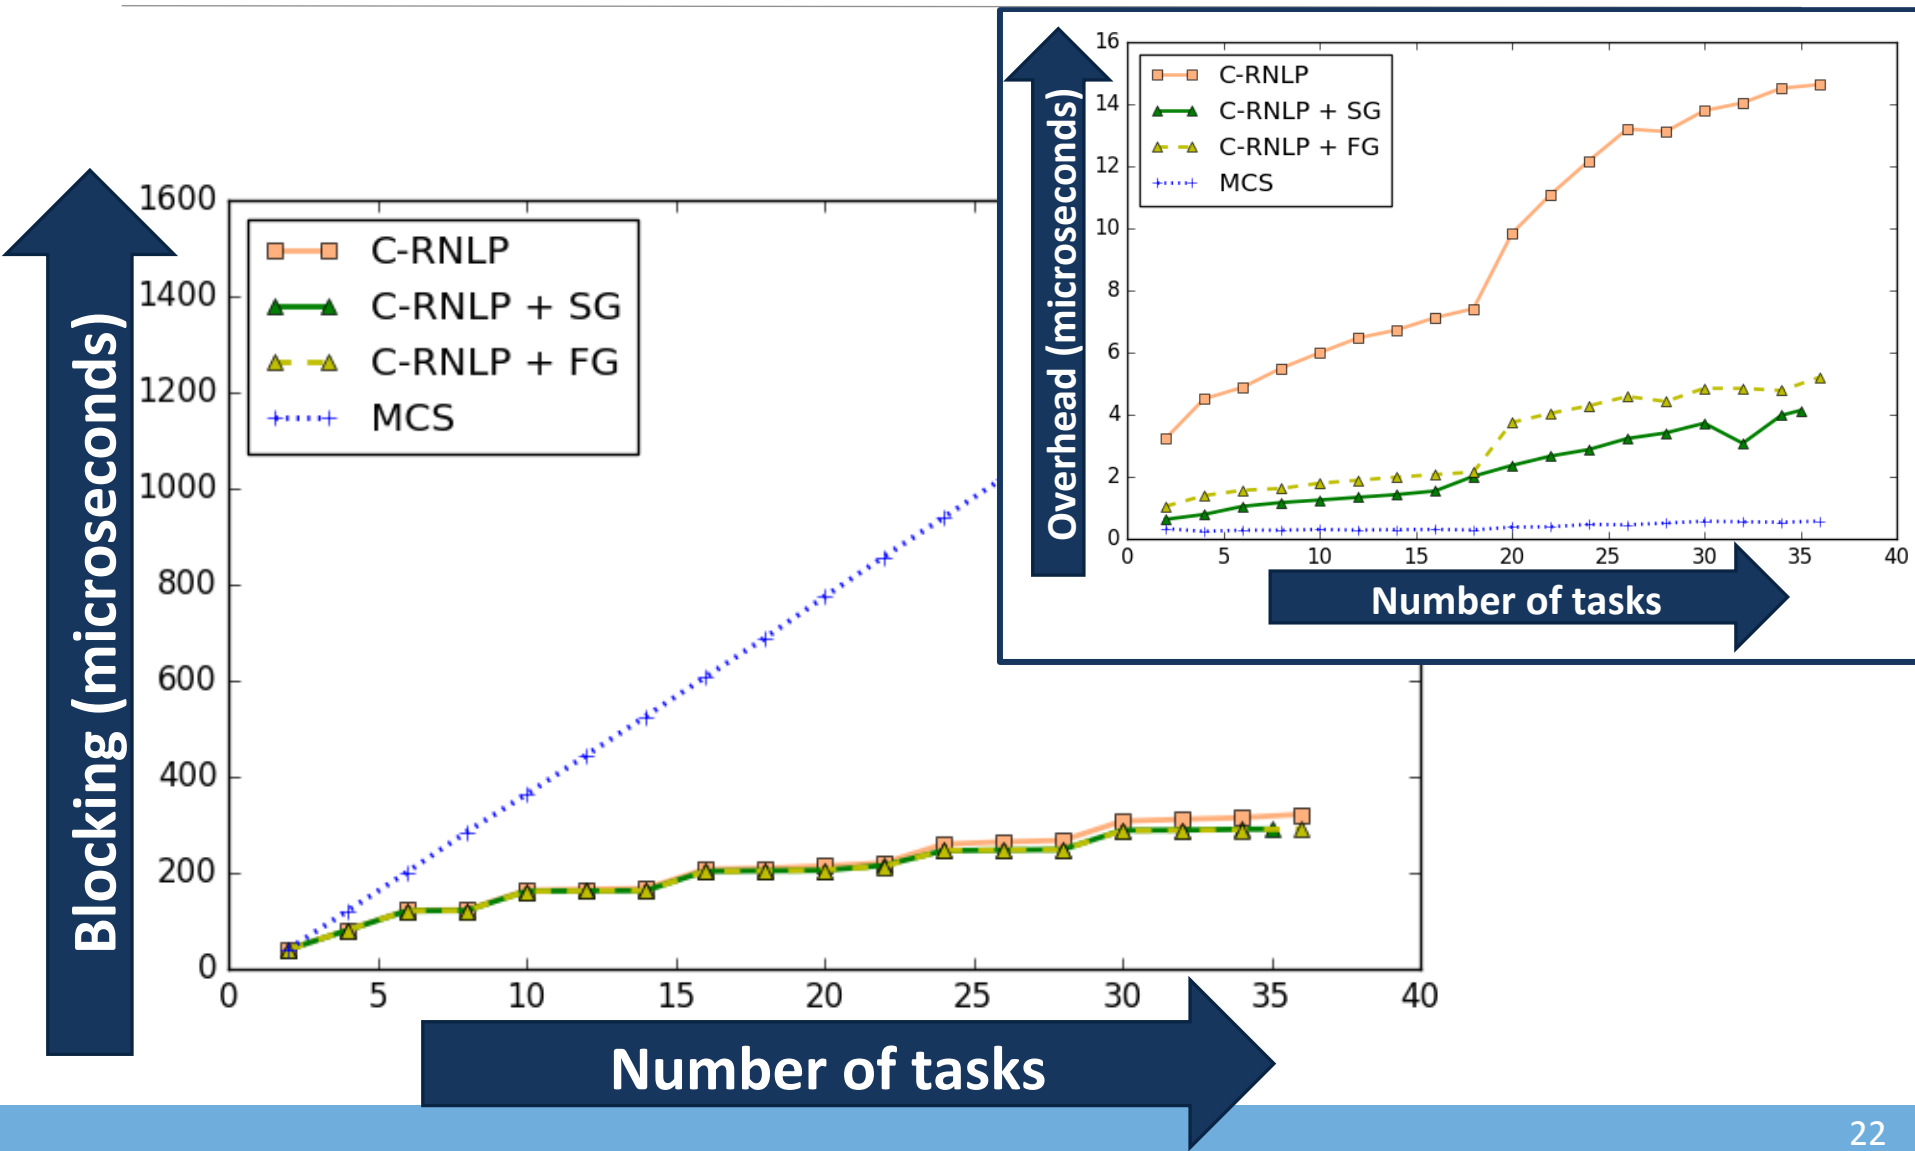 Blocking (microseconds)
1600
1400
1200
1000
800
600
400
200
0
C-RNLP
C-RNLP + SG
C-RNLP + FG
MCS
0 5 10 15 20 25 30 35 40
Number of tasks
Overhead (microseconds)
16
14
12
10
8
6
4
2
0
C-RNLP
C-RNLP + SG
C-RNLP + FG
MCS
0 5 10 15 20 25 30 35 40
Number of tasks
22